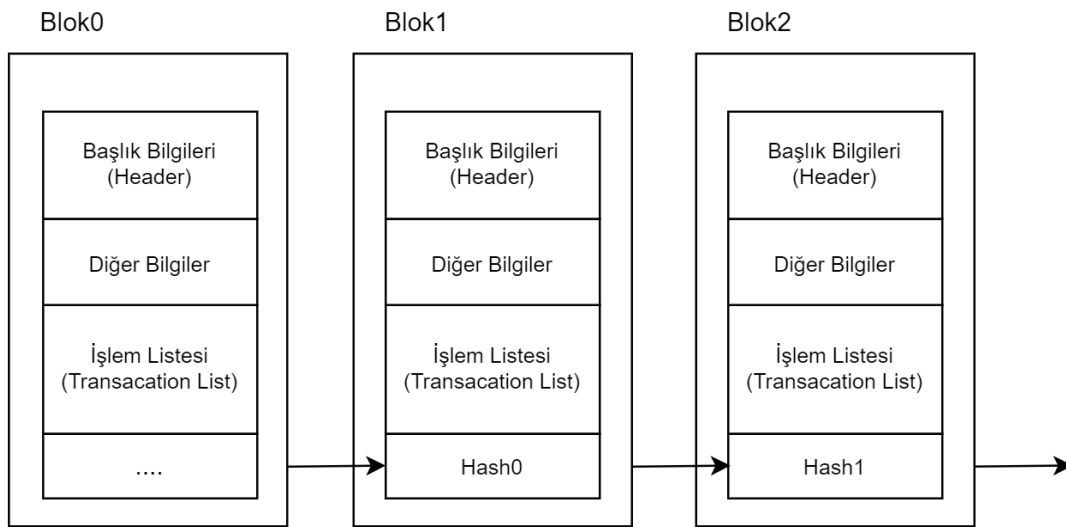 Blok0
Başlık Bilgileri
(Header)
Diğer Bilgiler
İşlem Listesi
(Transacation List)
....
Blok1
Başlık Bilgileri
(Header)
Diğer Bilgiler
İşlem Listesi
(Transacation List)
Hash0
Blok2
Başlık Bilgileri
(Header)
Diğer Bilgiler
İşlem Listesi
(Transacation List)
Hash1